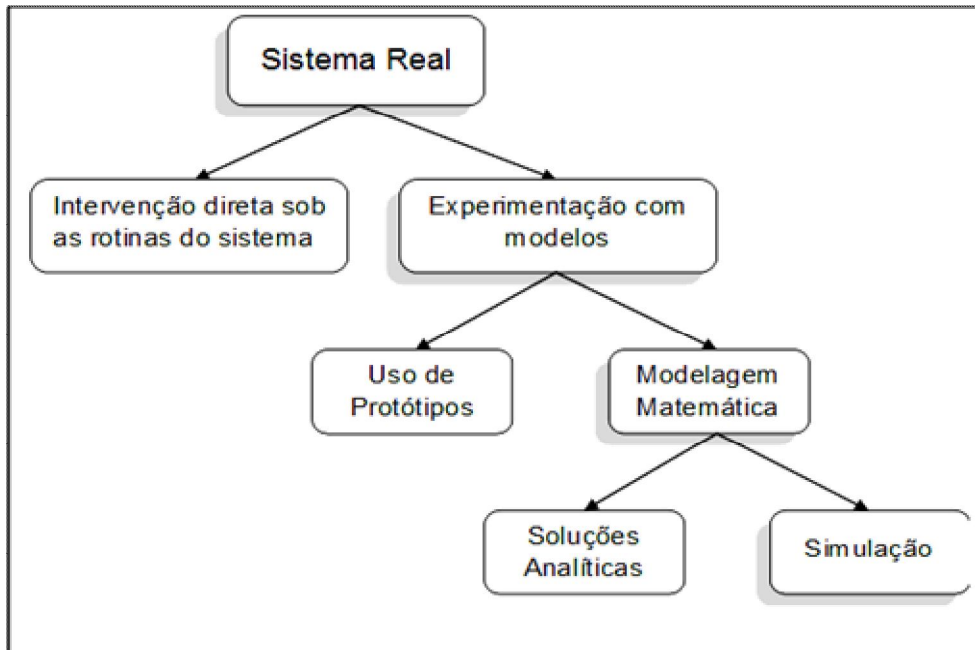 Sistema Real
Intervenção direta sob
as rotinas do sistema
Experimentação com
modelos
Uso de
Protótipos
Modelagem
Matemática
Soluções
Analíticas
Simulação